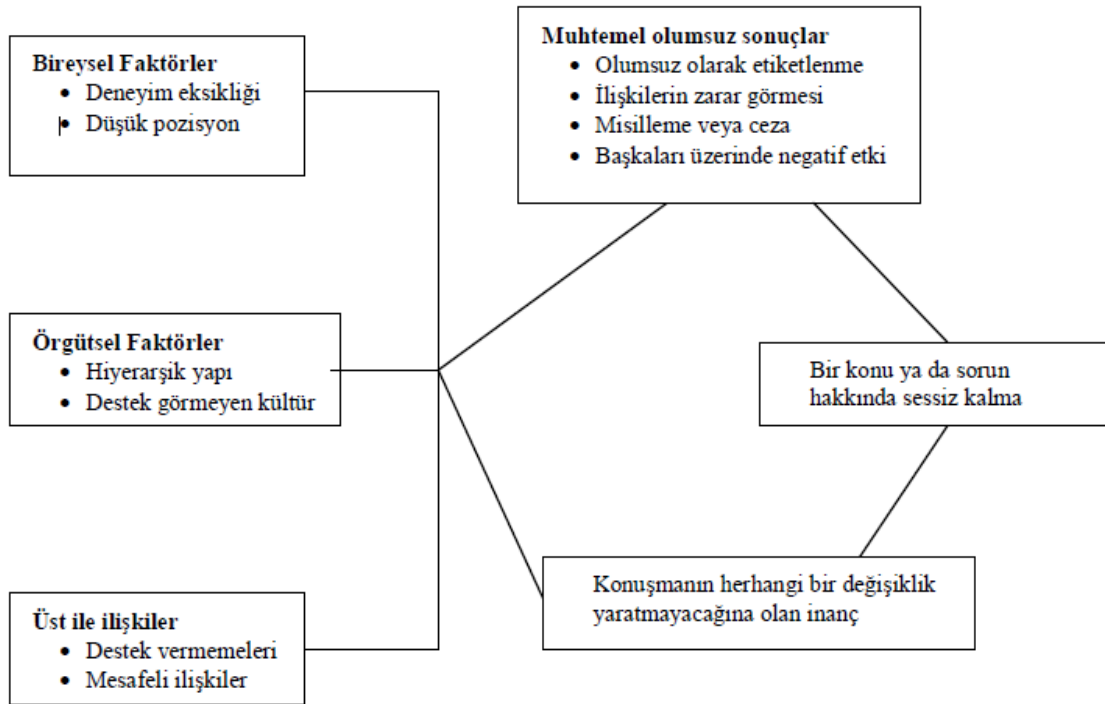 Bireysel Faktörler
• Deneyim eksikliği
• Düşük pozisyon
Muhtemel olumsuz sonuçlar
• Olumsuz olarak etiketlenme
• İlişkilerin zarar görmesi
• Misilleme veya ceza
• Başkaları üzerinde negatif etki
Örgütsel Faktörler
• Hiyerarşik yapı
• Destek görmeyen kültür
Bir konu ya da sorun
hakkında sessiz kalma
Konuşmanın herhangi bir değişiklik
yaratmayacağına olan inanç
Üst ile ilişkiler
• Destek vermemeleri
• Mesafeli ilişkiler